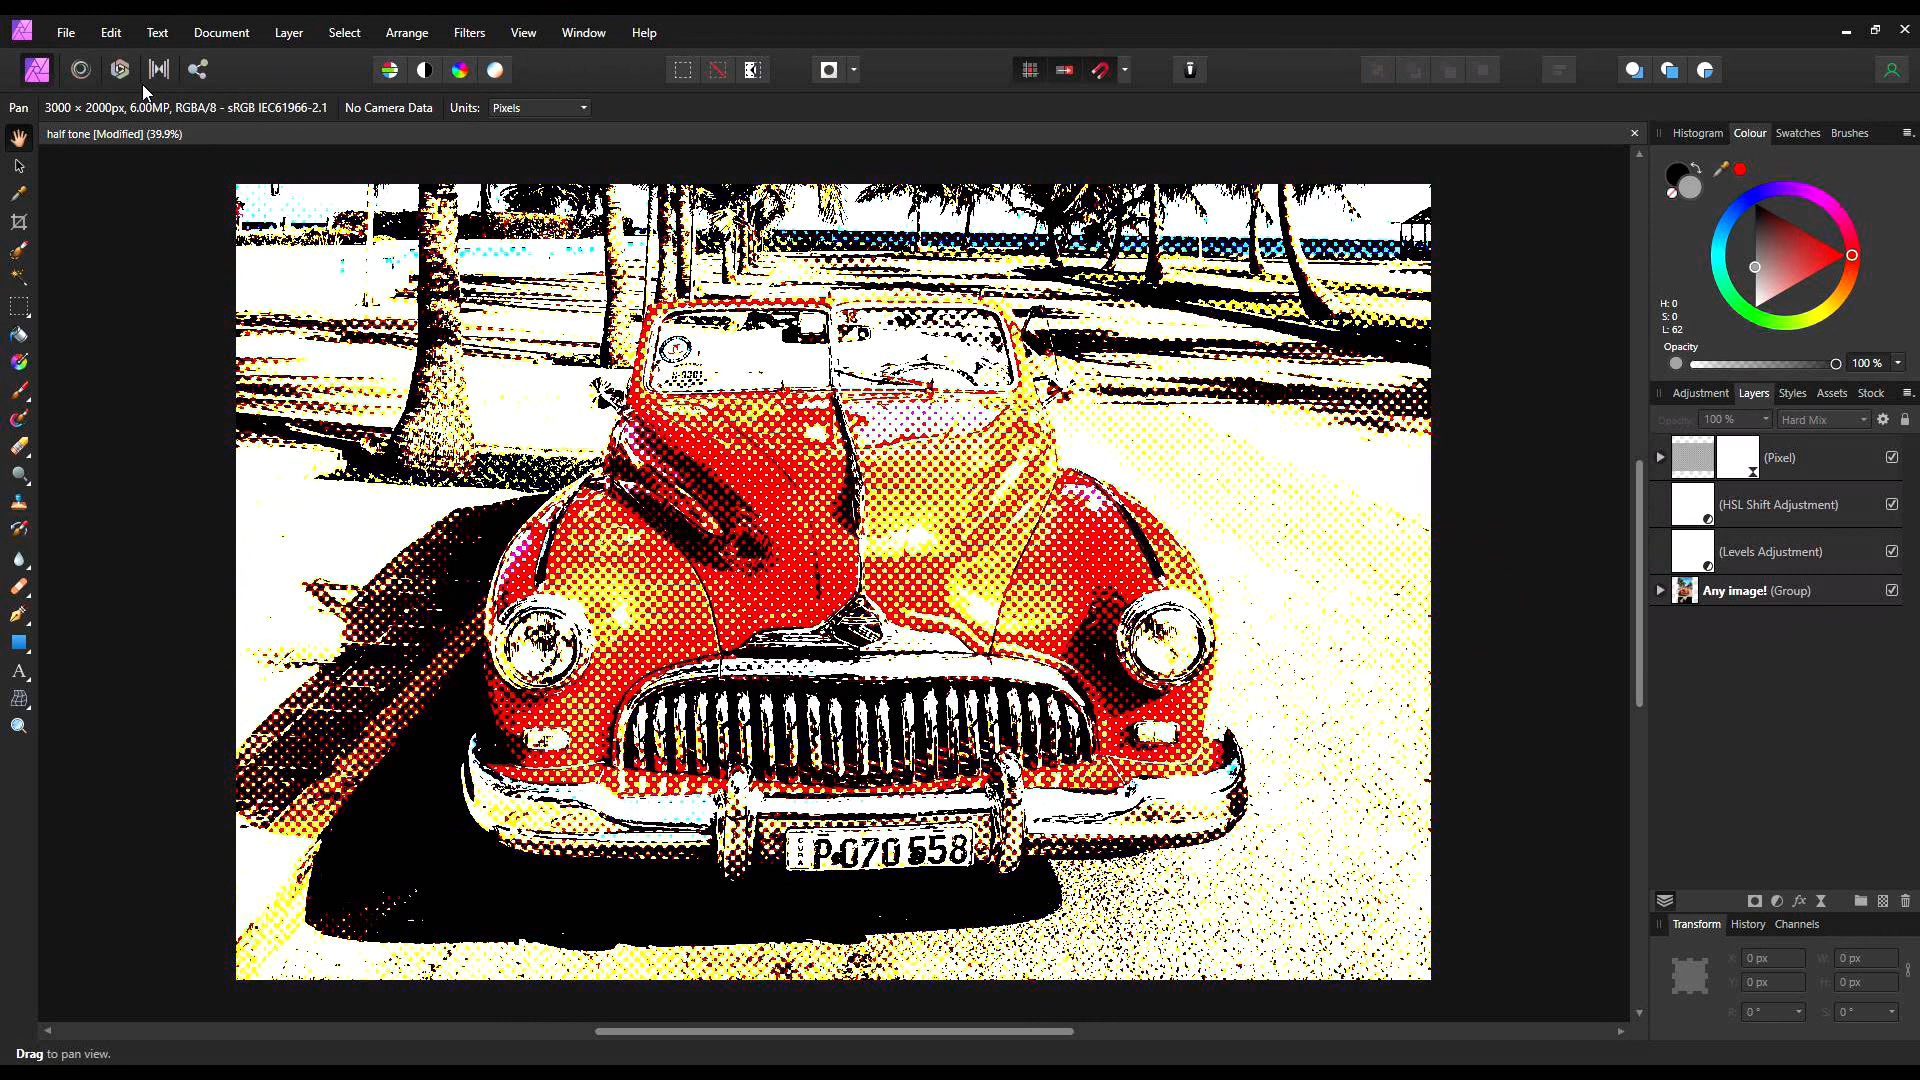 File Edit Text Document Layer Select Arrange Filters View Window Help
Pan 3000 × 2000px, 6.00MP, RGBA/8 - sRGB IEC61966-2.1 No Camera Data Units: Pixels
half tone [Modified] (39.9%)
Histogram Colour Swatches Brushes
H: 0
S: 0
L: 62
Opacity
100 %
Adjustment Layers Styles Assets Stock
Opacity: 100 % Hard Mix
(Pixel)
(HSL Shift Adjustment)
(Levels Adjustment)
Any image! (Group)
P 070 558
Transform History Channels
X: 0 px W: 0 px
Y: 0 px H: 0 px
R: 0 ° S: 0 °
Drag to pan view.